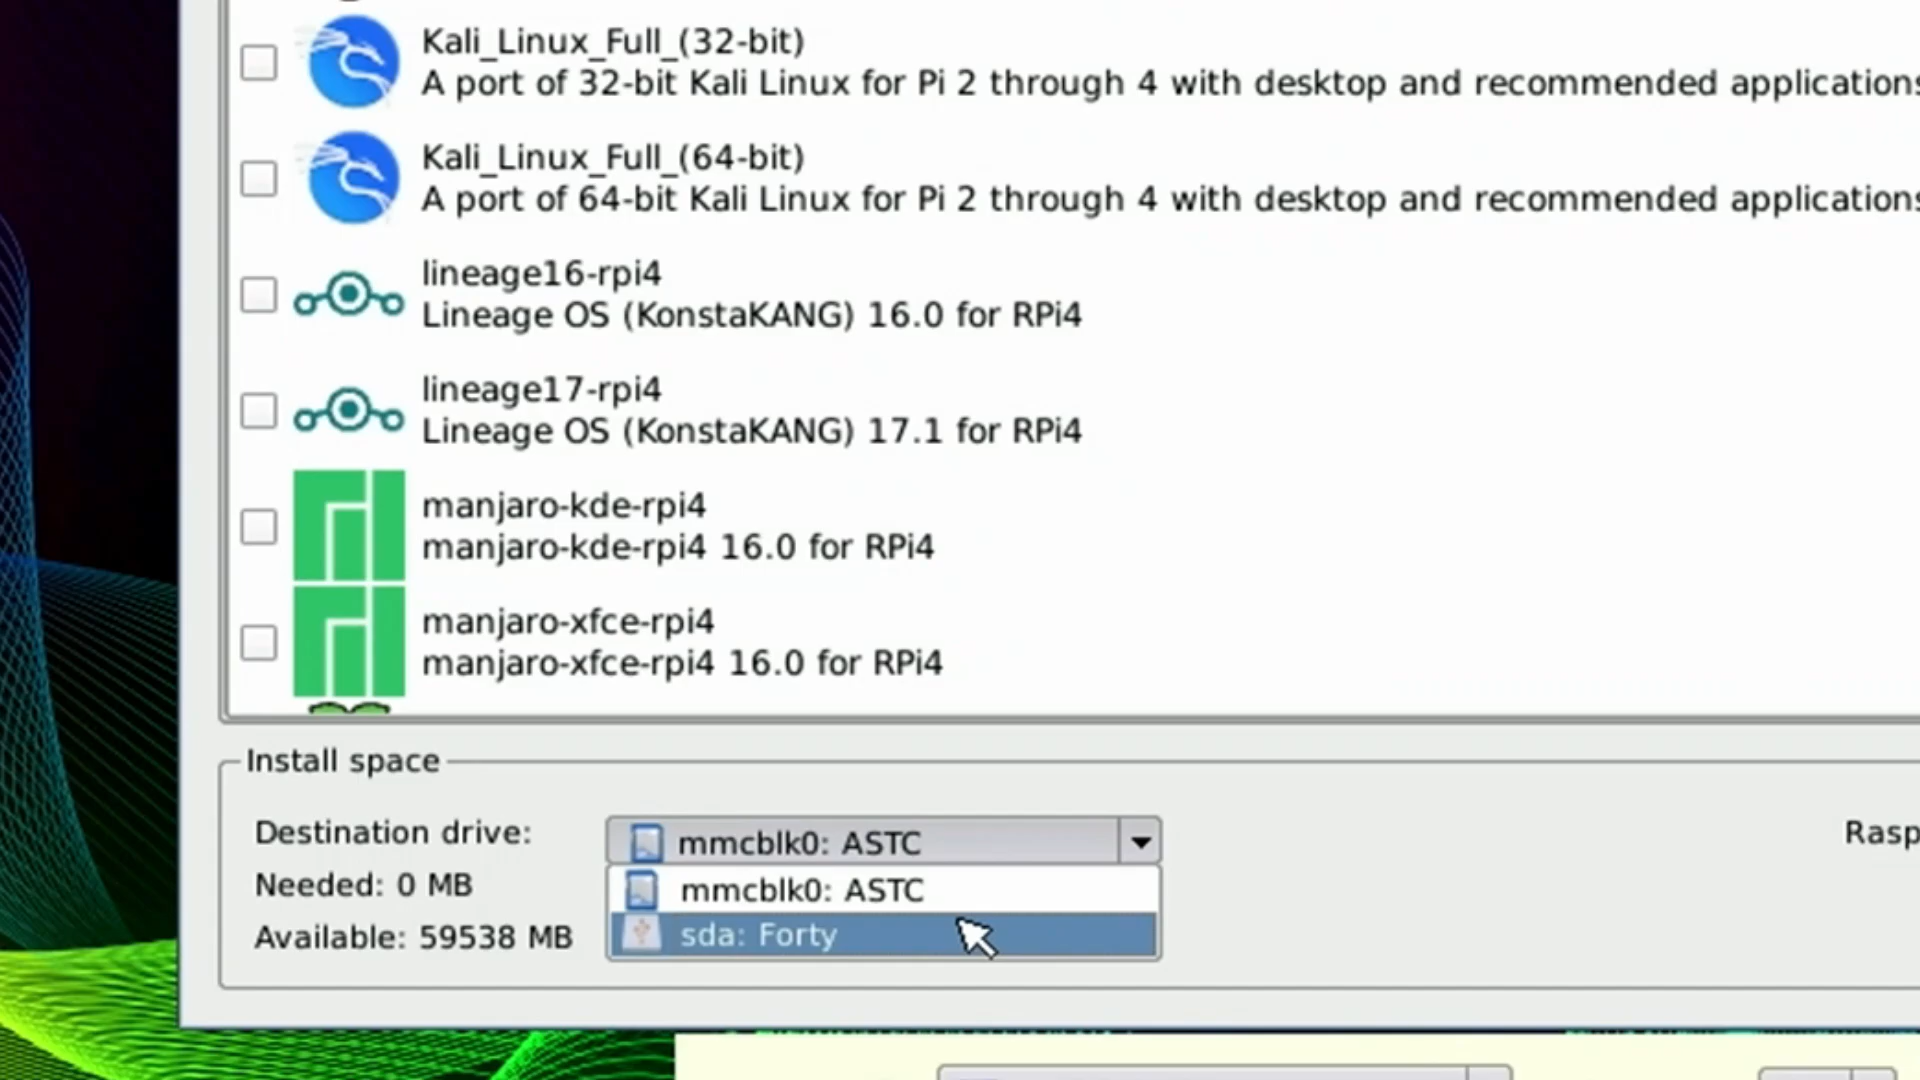 Kali_Linux_Full_(32-bit)
A port of 32-bit Kali Linux for Pi 2 through 4 with desktop and recommended applications
Kali_Linux_Full_(64-bit)
A port of 64-bit Kali Linux for Pi 2 through 4 with desktop and recommended applications
lineage16-rpi4
Lineage OS (KonstaKANG) 16.0 for RPi4
lineage17-rpi4
Lineage OS (KonstaKANG) 17.1 for RPi4
manjaro-kde-rpi4
manjaro-kde-rpi4 16.0 for RPi4
manjaro-xfce-rpi4
manjaro-xfce-rpi4 16.0 for RPi4
Install space
Destination drive:
mmcblk0: ASTC
Rasp
Needed: 0 MB
mmcblk0: ASTC
Available: 59538 MB
sda: Forty